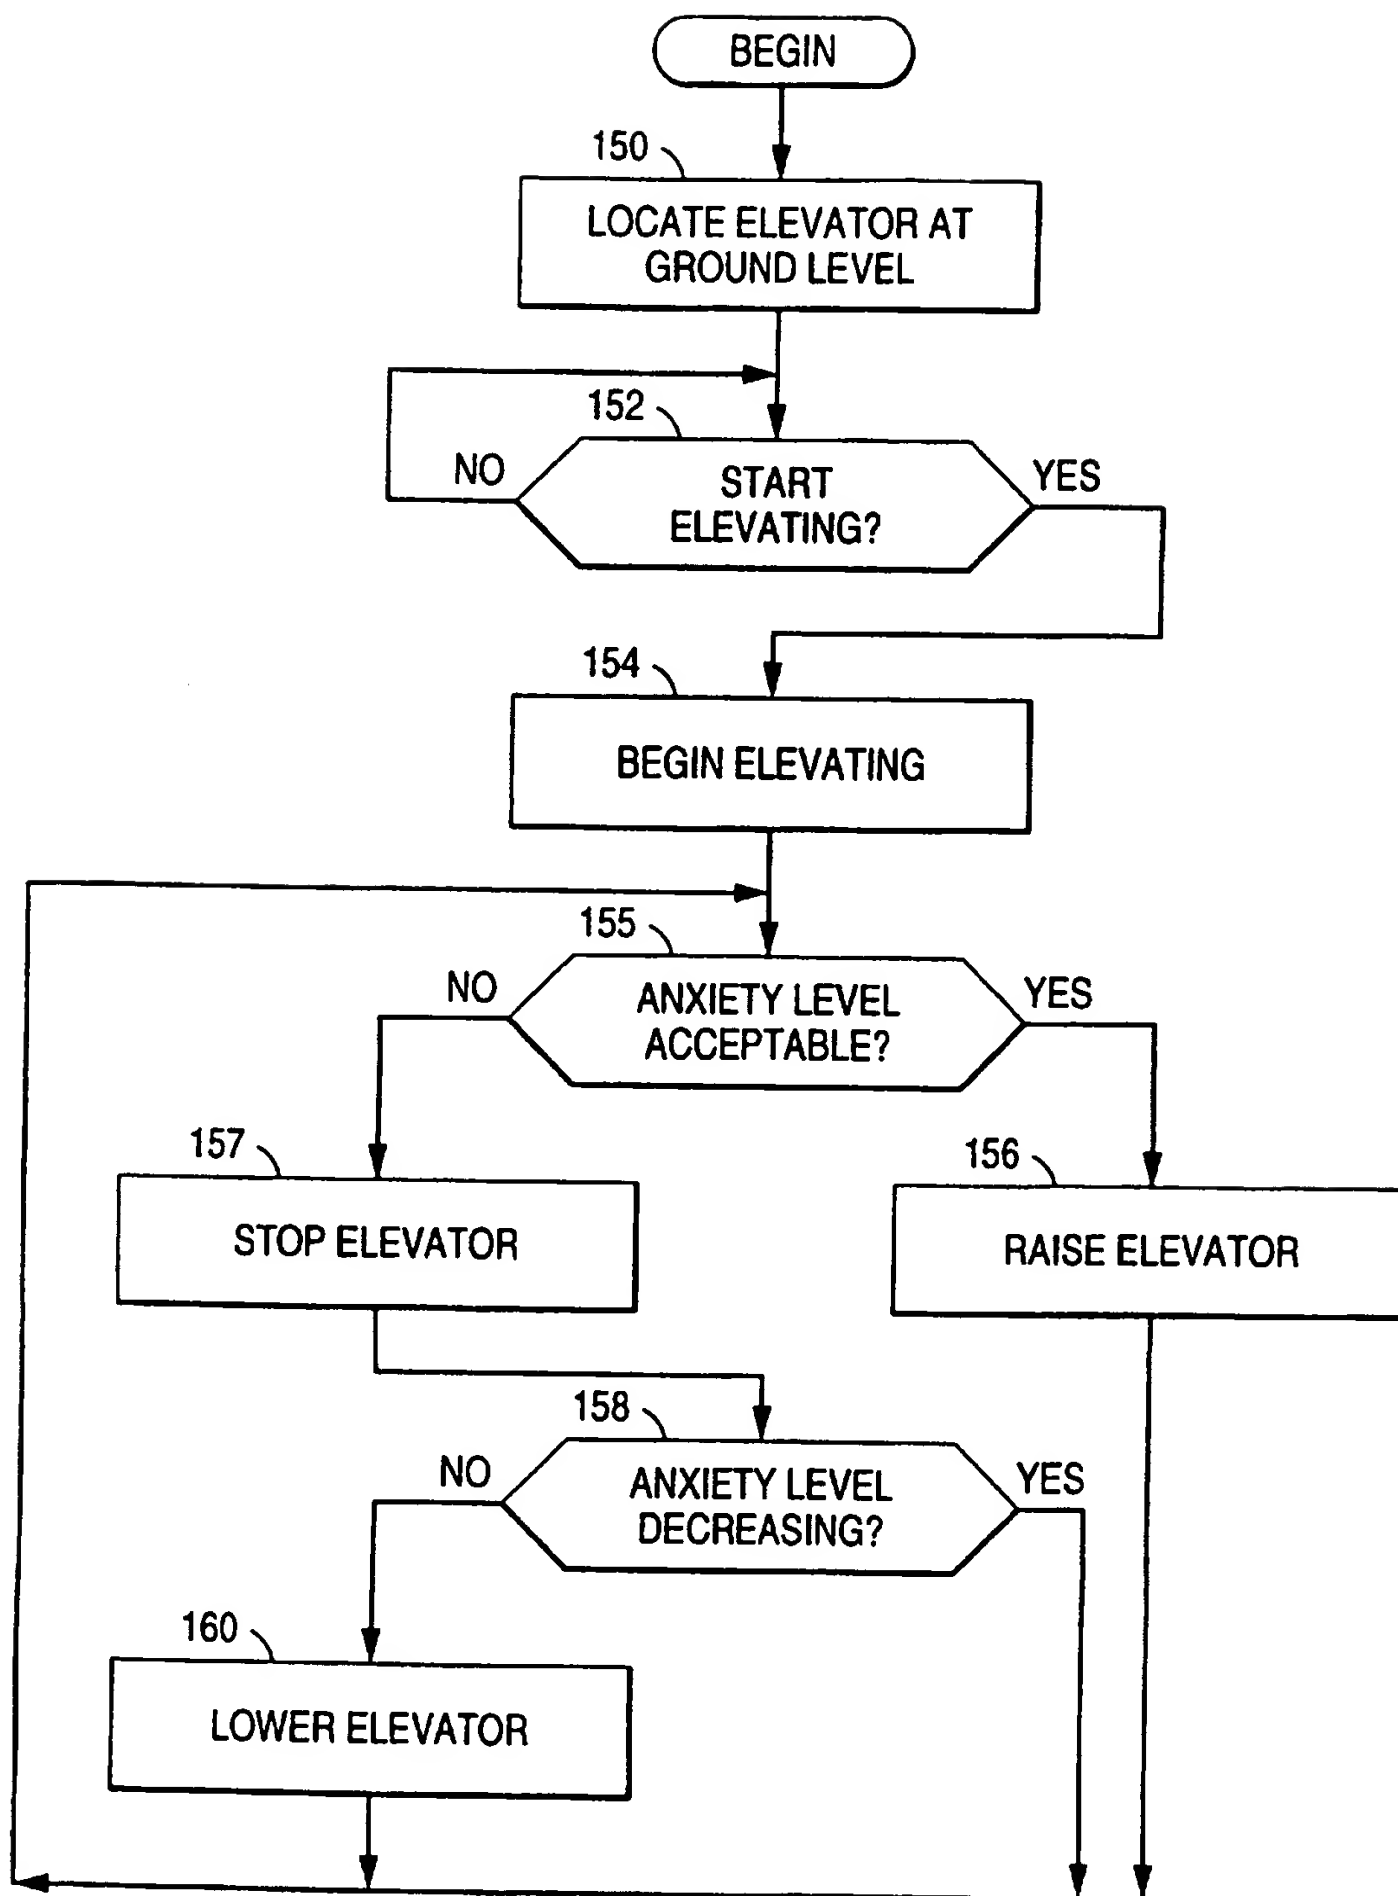 BEGIN
150
LOCATE ELEVATOR AT
GROUND LEVEL
152
NO
START
ELEVATING?
YES
154
BEGIN ELEVATING
155
NO
ANXIETY LEVEL
ACCEPTABLE?
YES
157
STOP ELEVATOR
156
RAISE ELEVATOR
158
NO
ANXIETY LEVEL
DECREASING?
YES
160
LOWER ELEVATOR